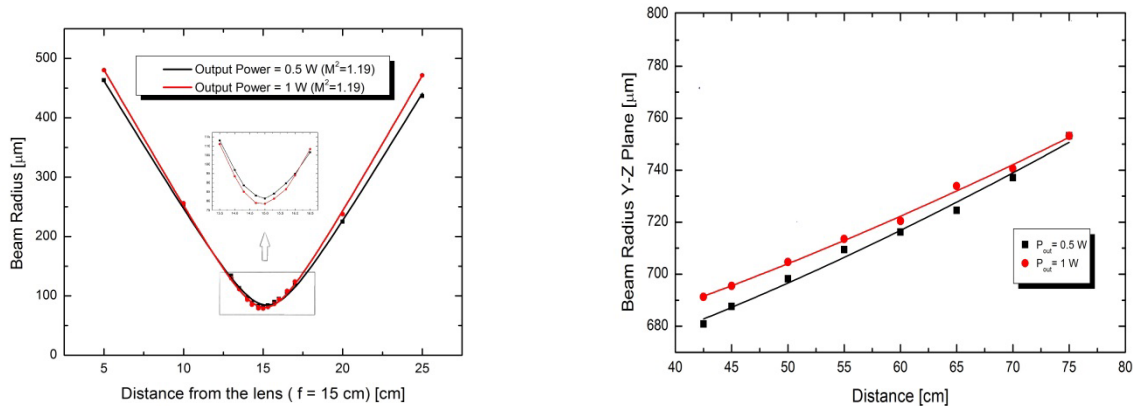 500
400
300
200
100
0
Beam Radius [µm]
Output Power = 0.5 W (M²=1.19)
Output Power = 1 W (M²=1.19)
5 10 15 20 25
Distance from the lens ( f = 15 cm) [cm]
800
780
760
740
720
700
680
660
Beam Radius Y-Z Plane [µm]
P out = 0.5 W
P out = 1 W
40 45 50 55 60 65 70 75 80
Distance [cm]